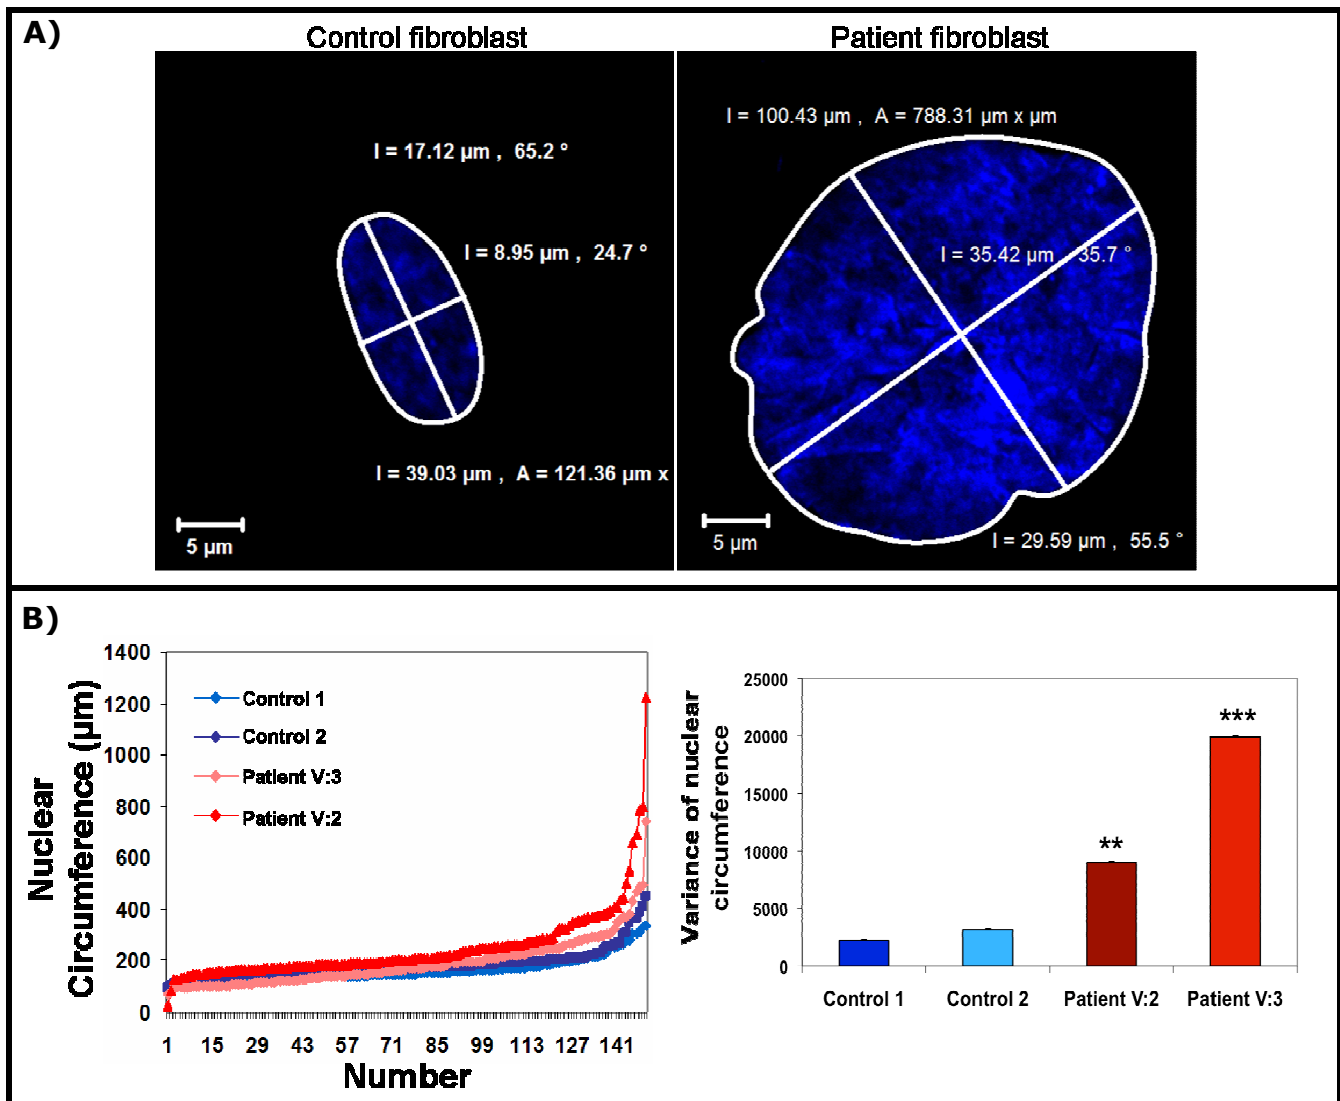 A)
Control fibroblast
Patient fibroblast
l = 17.12 µm , 65.2 °
l = 8.95 µm , 24.7 °
l = 39.03 µm , A = 121.36 µm x
5 µm
l = 100.43 µm , A = 788.31 µm x µm
l = 35.42 µm , 35.7 °
l = 29.59 µm , 55.5 °
5 µm
B)
Nuclear
Circumference (µm)
1400
1200
1000
800
600
400
200
0
Control 1
Control 2
Patient V:3
Patient V:2
1 15 29 43 57 71 85 99 113 127 141
Number
Variance of nuclear
circumference
25000
20000
15000
10000
5000
0
**
***
Control 1 Control 2 Patient V:2 Patient V:3